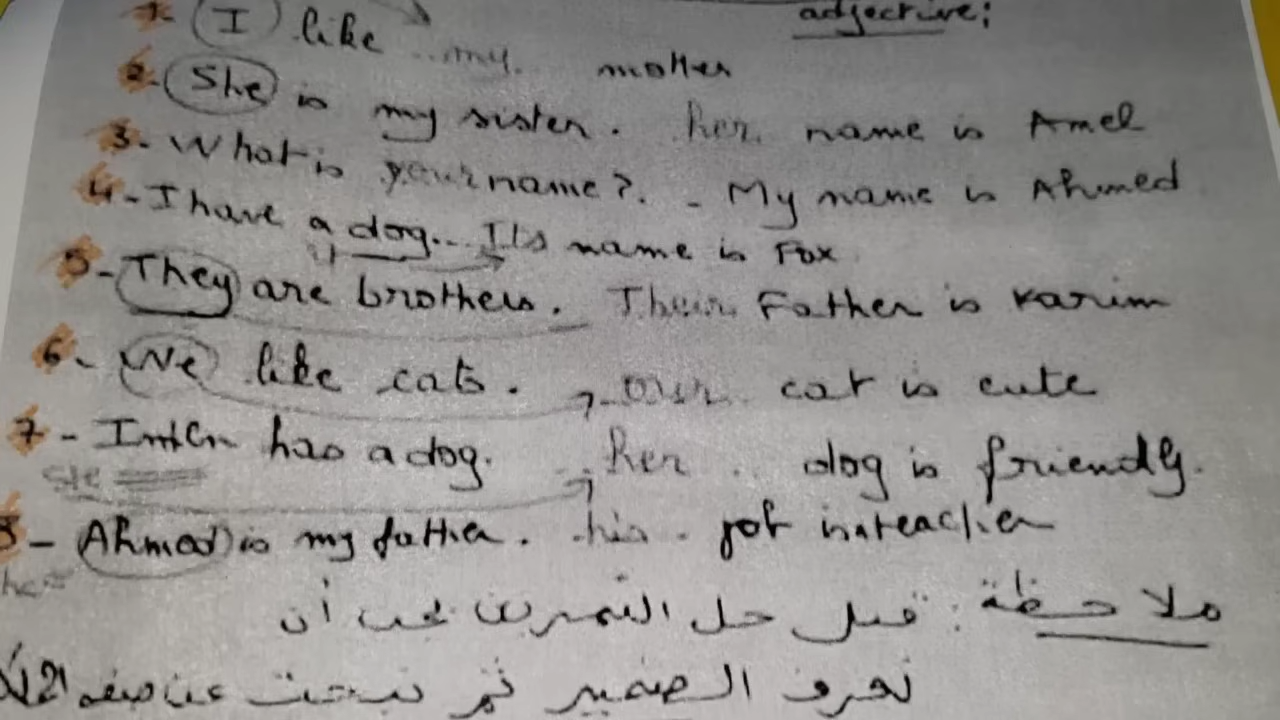 adjective:
1. I like ..my. mother
2. She is my sister. her. name is Amel
3. What is your name?. - My name is Ahmed
4 - I have a dog... Its name is Fox
5 - They are brothers. Their. Father is Karim
6 - We like cats. ..our.. cat is cute
7 - has a dog. ..her.. dog is friendly.
she
8 - Ahmed is my father. .his. job is teacher
he =
ملاحظة : قبل حل التمرين يجب أن
نعرف الضمير ثم نبحث عن صفه